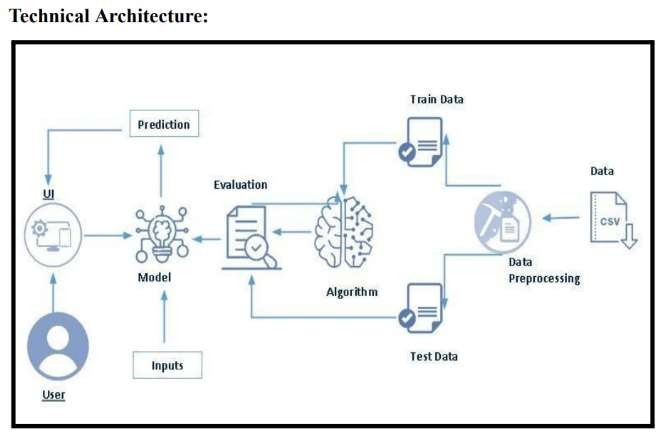 Technical Architecture:
Train Data
Prediction
Data
Evaluation
UI
CSV
Model
Algorithm
Data
Preprocessing
Inputs
Test Data
User